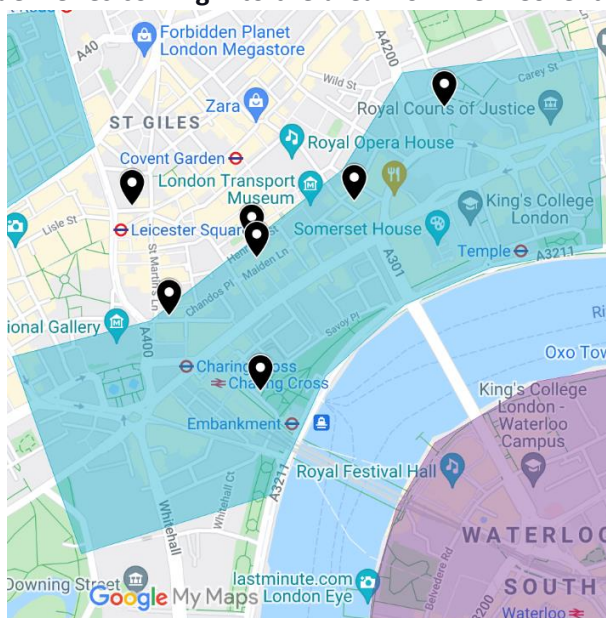 Forbidden Planet
London Megastore
A40
A4200
Wild St
Carey St
Zara
Royal Courts of Justice
ST GILES
Royal Opera House
Covent Garden
London Transport
Museum
King's College
London
Lisle St
Leicester Squar
Somerset House
Maiden Ln
Temple
A3211
St Martin's Ln
A301
Chandos Pl
ional Gallery
A400
Savoy Pl
Oxo Tow
Charing Cross
Charing Cross
King's College
London -
Waterloo
Campus
Embankment
Whitehall Ct
A3211
Royal Festival Hall
Whitehall
WATERLOO
Belvedere Rd
Downing Street
lastminute.com
London Eye
SOUTH
Google My Maps
Waterloo